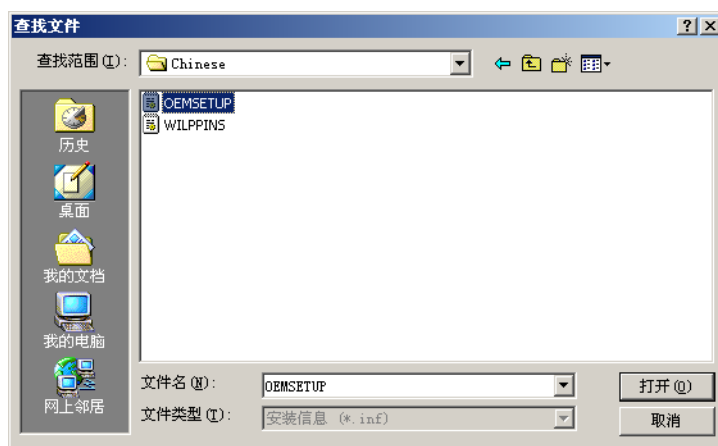 查找文件
查找范围(I):
Chinese
OEMSETUP
WILPPINS
历史
桌面
我的文档
我的电脑
网上邻居
文件名(N):
OEMSETUP
打开(O)
文件类型(T):
安装信息 (*.inf)
取消